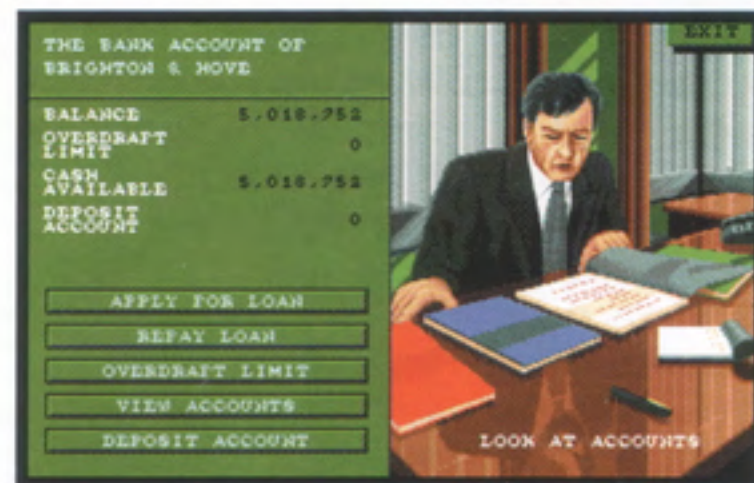 EXIT
THE BANK ACCOUNT OF
BRIGHTON & HOVE
BALANCE 5,018,752
OVERDRAFT
LIMIT 0
CASH
AVAILABLE 5,018,752
DEPOSIT
ACCOUNT 0
APPLY FOR LOAN
REPAY LOAN
OVERDRAFT LIMIT
VIEW ACCOUNTS
DEPOSIT ACCOUNT
LOOK AT ACCOUNTS